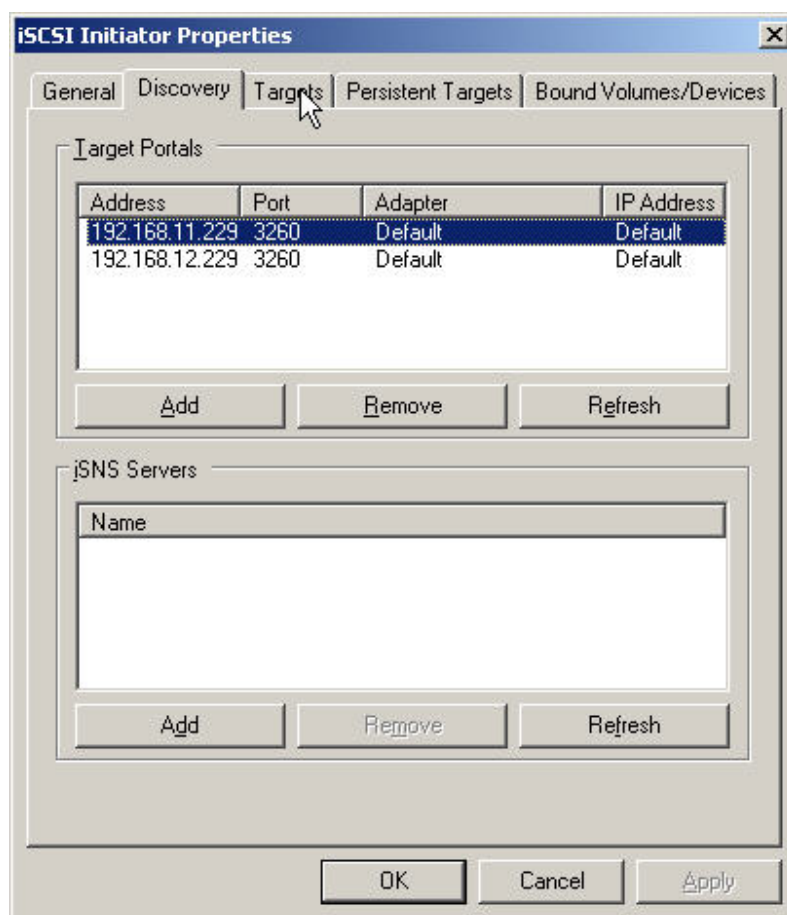 iSCSI Initiator Properties
General Discovery Targets Persistent Targets Bound Volumes/Devices
Target Portals
Address Port Adapter IP Address
192.168.11.229 3260 Default Default
192.168.12.229 3260 Default Default
Add Remove Refresh
iSNS Servers
Name
Add Remove Refresh
OK Cancel Apply